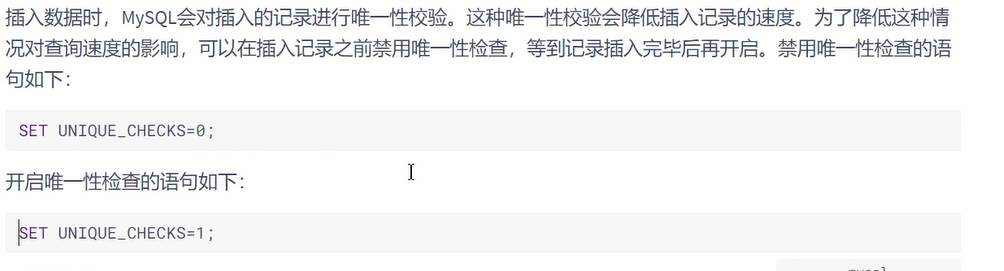 插入数据时，MySQL会对插入的记录进行唯一性校验。这种唯一性校验会降低插入记录的速度。为了降低这种情
况对查询速度的影响，可以在插入记录之前禁用唯一性检查，等到记录插入完毕后再开启。禁用唯一性检查的语
句如下：
SET UNIQUE_CHECKS=0;
开启唯一性检查的语句如下：
SET UNIQUE_CHECKS=1;